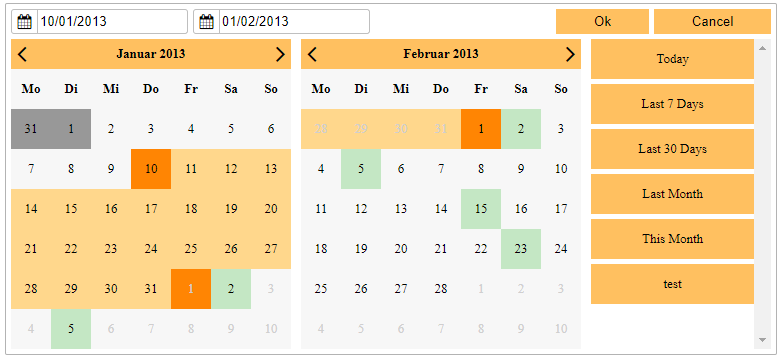 10/01/2013 01/02/2013 Ok Cancel
Januar 2013
Mo Di Mi Do Fr Sa So
31 1 2 3 4 5 6
7 8 9 10 11 12 13
14 15 16 17 18 19 20
21 22 23 24 25 26 27
28 29 30 31 1 2 3
4 5 6 7 8 9 10
Februar 2013
Mo Di Mi Do Fr Sa So
28 29 30 31 1 2 3
4 5 6 7 8 9 10
11 12 13 14 15 16 17
18 19 20 21 22 23 24
25 26 27 28 1 2 3
4 5 6 7 8 9 10
Today
Last 7 Days
Last 30 Days
Last Month
This Month
test